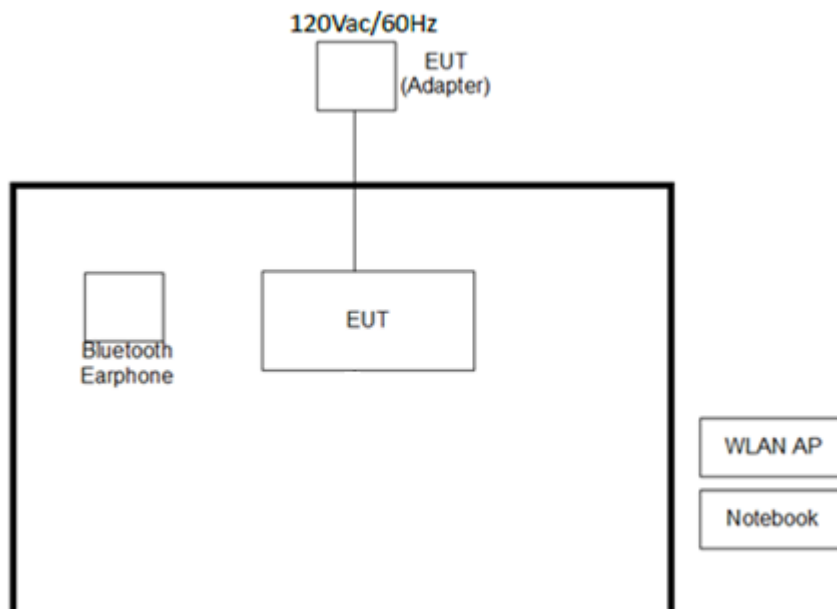 120Vac/60Hz
EUT
(Adapter)
EUT
Bluetooth
Earphone
WLAN AP
Notebook